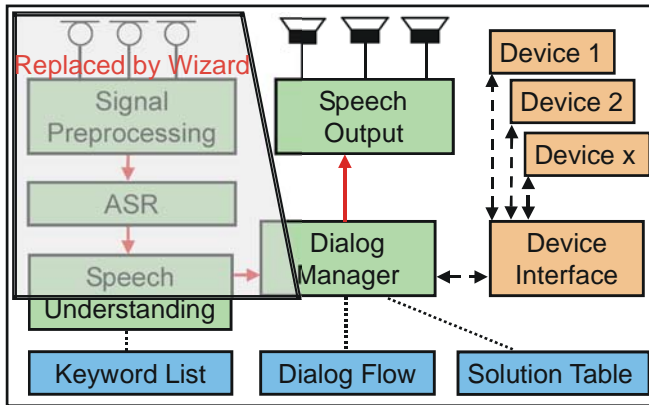 Replaced by Wizard
Signal
Preprocessing
ASR
Speech
Understanding
Keyword List
Speech
Output
Dialog
Manager
Dialog Flow
Device 1
Device 2
Device x
Device
Interface
Solution Table